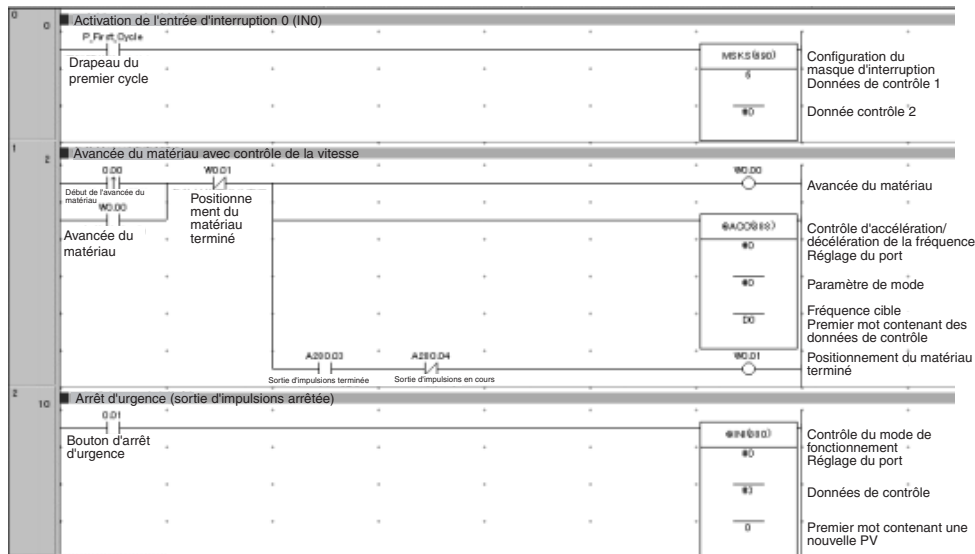 0
0
Activation de l'entrée d'interruption 0 (IN0)
P_First_Cycle
Drapeau du
premier cycle
MSKS(690)
6
#0
Configuration du
masque d'interruption
Données de contrôle 1
Donnée contrôle 2
1
2
Avancée du matériau avec contrôle de la vitesse
0.00
Début de l'avancée du
matériau
W0.00
Avancée du
matériau
W0.01
Positionne
ment du
matériau
terminé
W0.00
Avancée du matériau
@ACC(888)
#0
#0
D0
Contrôle d'accélération/
décélération de la fréquence
Réglage du port
Paramètre de mode
Fréquence cible
Premier mot contenant des
données de contrôle
A280.03
Sortie d'impulsions terminée
A280.04
Sortie d'impulsions en cours
W0.01
Positionnement du matériau
terminé
2
10
Arrêt d'urgence (sortie d'impulsions arrêtée)
0.01
Bouton d'arrêt
d'urgence
@INI(880)
#0
#3
0
Contrôle du mode de
fonctionnement
Réglage du port
Données de contrôle
Premier mot contenant une
nouvelle PV